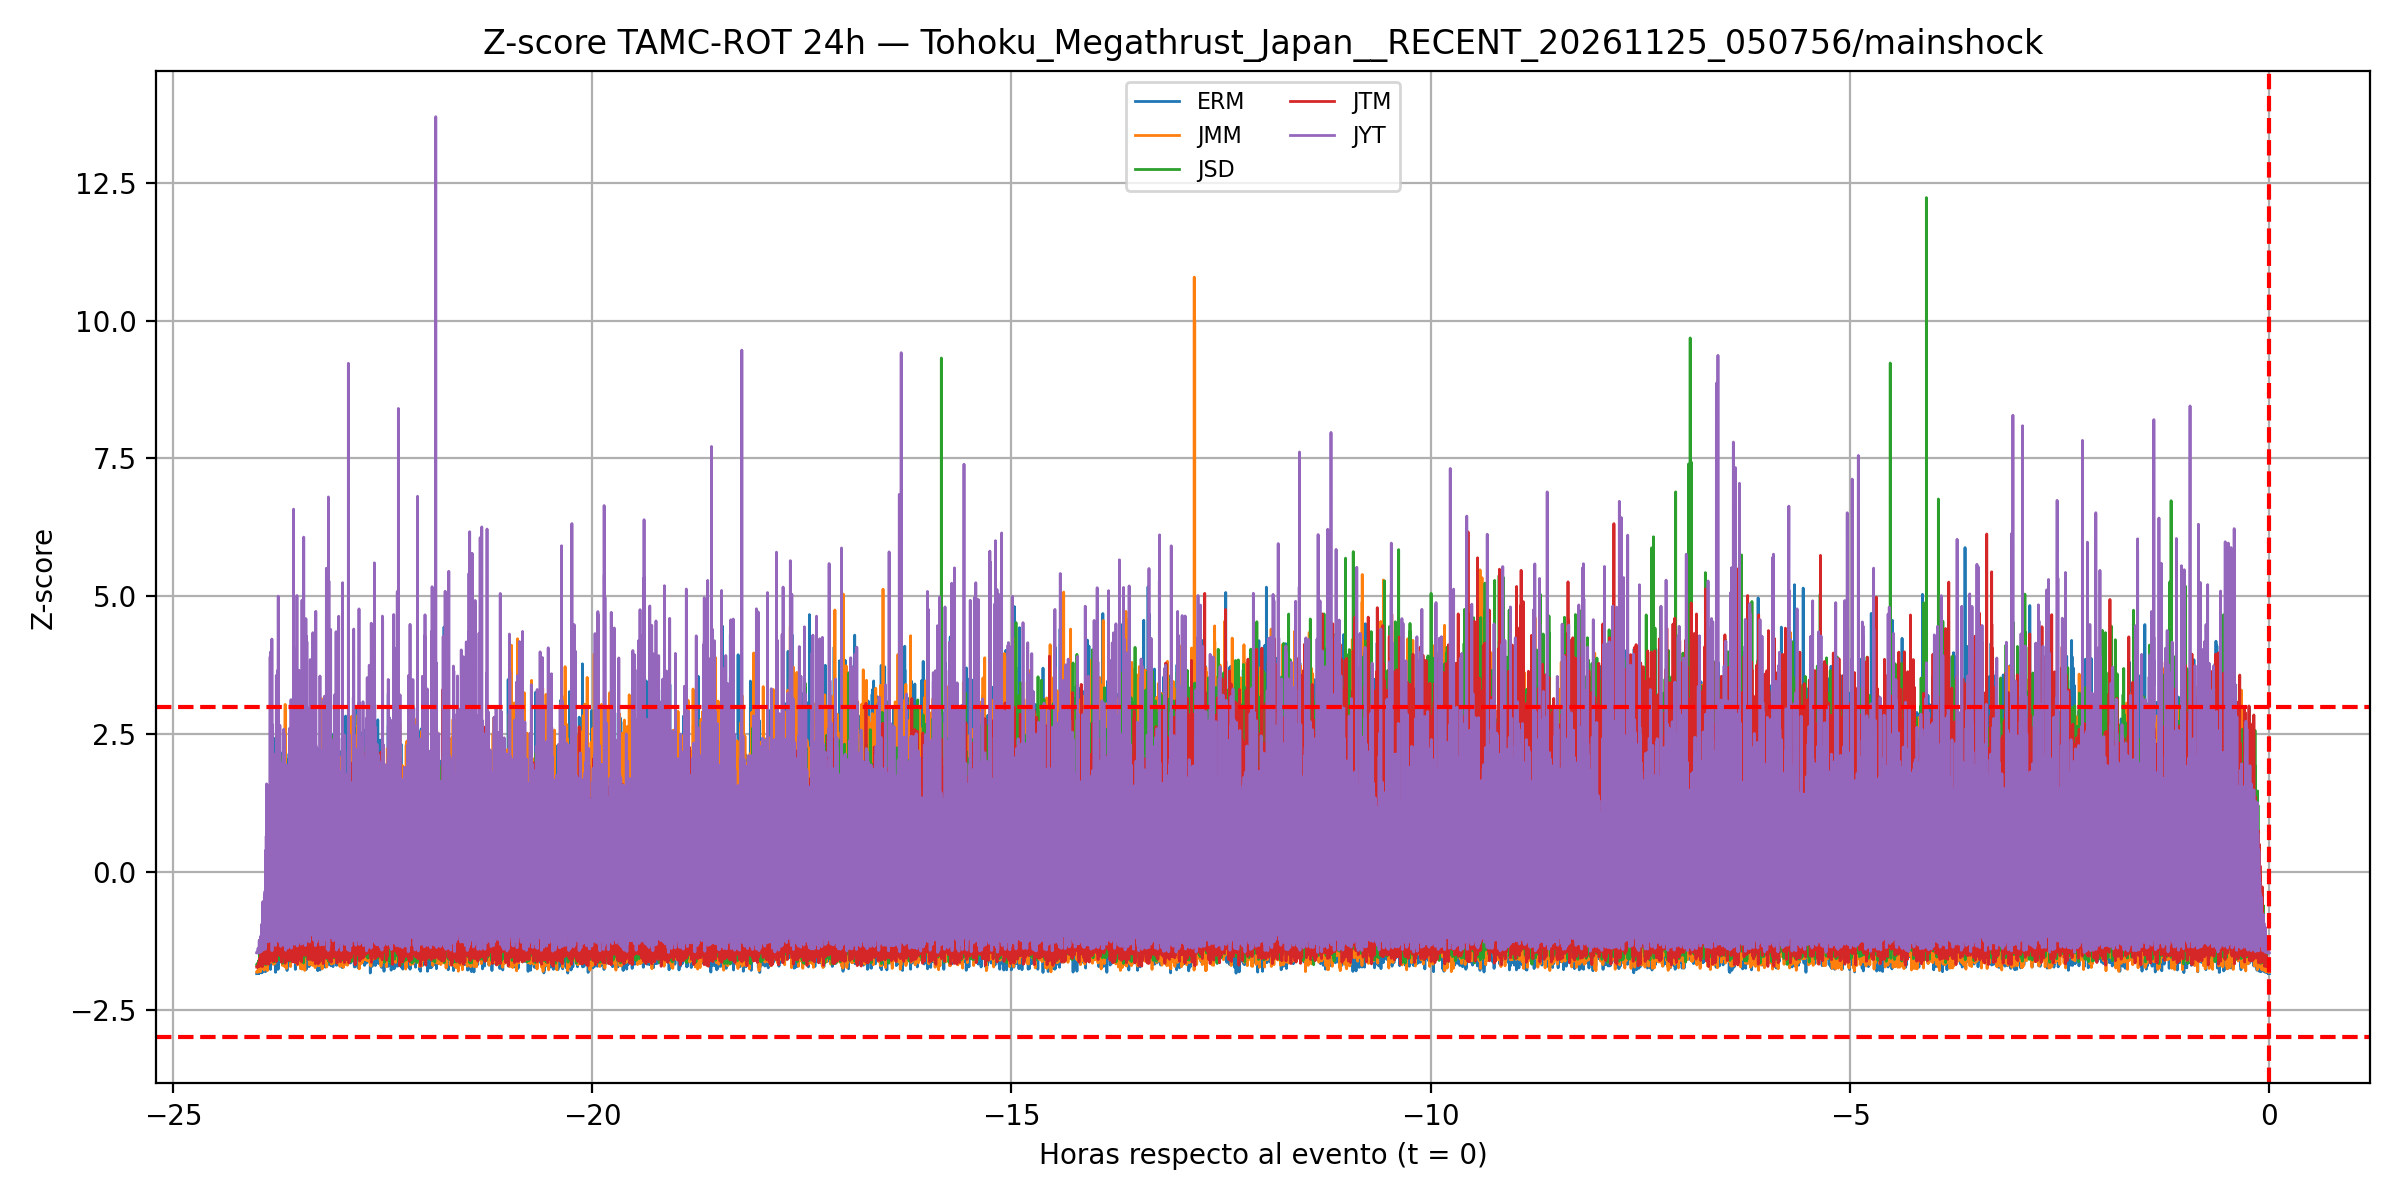 Z-score TAMC-ROT 24h — Tohoku_Megathrust_Japan__RECENT_20261125_050756/mainshock
ERM
JMM
JSD
JTM
JYT
Z-score
12.5
10.0
7.5
5.0
2.5
0.0
−2.5
−25
−20
−15
−10
−5
0
Horas respecto al evento (t = 0)